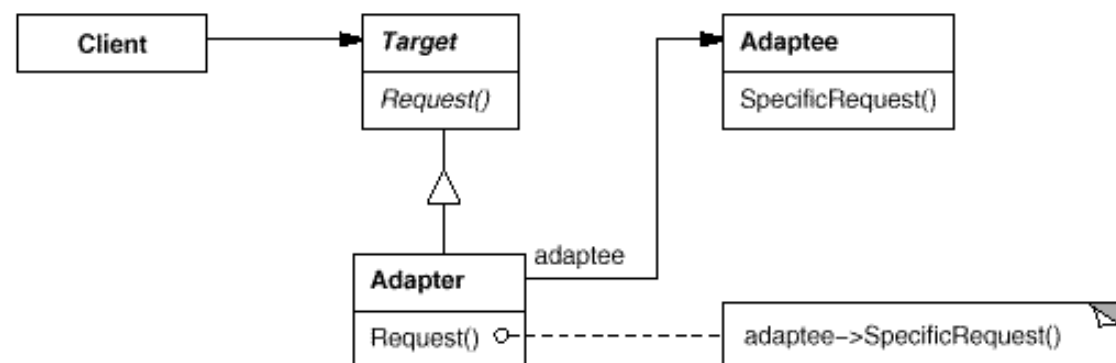 Client
Target
Request()
Adaptee
SpecificRequest()
adaptee
Adapter
Request()
adaptee->SpecificRequest()